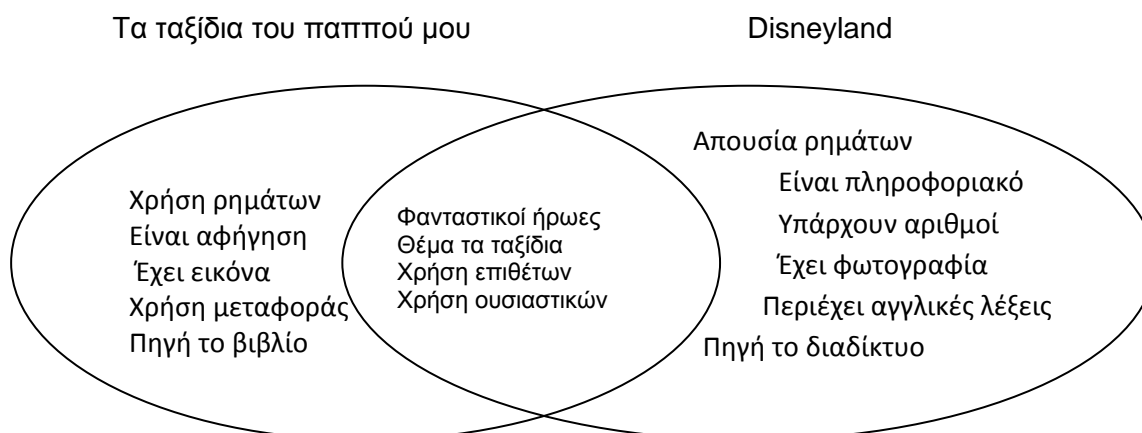 Τα ταξίδια του παππού μου
Disneyland
Χρήση ρημάτων
Είναι αφήγηση
Έχει εικόνα
Χρήση μεταφοράς
Πηγή το βιβλίο
Φανταστικοί ήρωες
Θέμα τα ταξίδια
Χρήση επιθέτων
Χρήση ουσιαστικών
Απουσία ρημάτων
Είναι πληροφοριακό
Υπάρχουν αριθμοί
Έχει φωτογραφία
Περιέχει αγγλικές λέξεις
Πηγή το διαδίκτυο